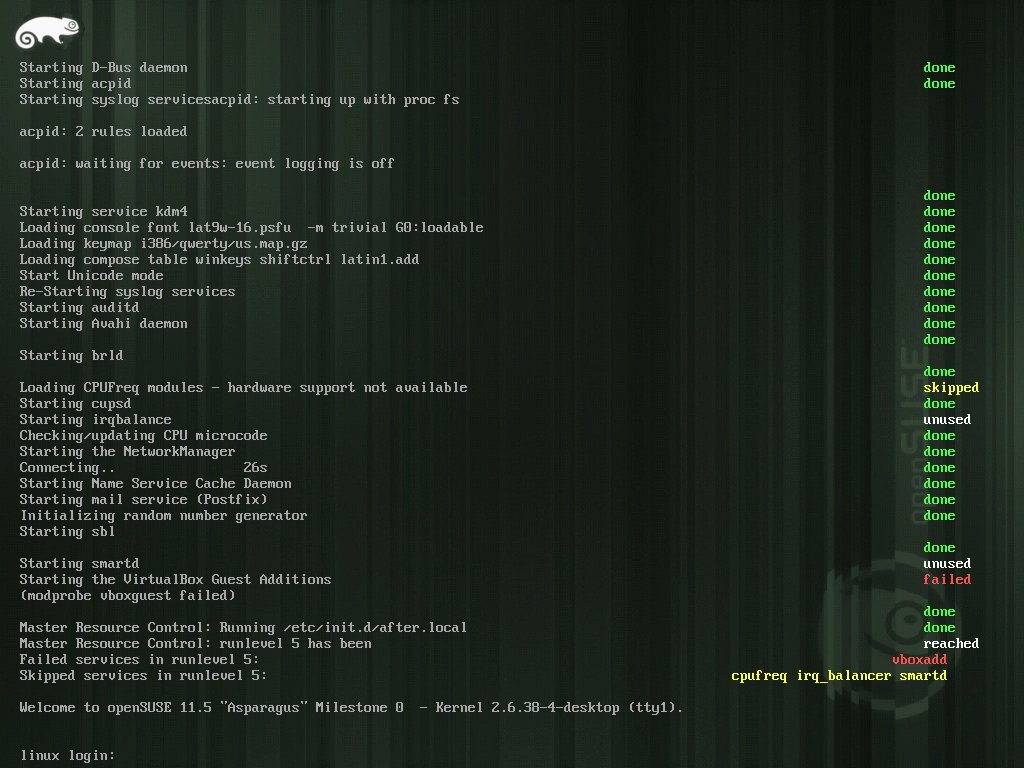 Starting D-Bus daemon done
Starting acpid done
Starting syslog servicesacpid: starting up with proc fs
acpid: 2 rules loaded
acpid: waiting for events: event logging is off
done
Starting service kdm4 done
Loading console font lat9w-16.psfu  -m trivial G0:loadable done
Loading keymap i386/qwerty/us.map.gz done
Loading compose table winkeys shiftctrl latin1.add done
Start Unicode mode done
Re-Starting syslog services done
Starting auditd done
Starting Avahi daemon done
done
Starting brld
done
Loading CPUFreq modules - hardware support not available skipped
Starting cupsd done
Starting irqbalance unused
Checking/updating CPU microcode done
Starting the NetworkManager done
Connecting.. 26s done
Starting Name Service Cache Daemon done
Starting mail service (Postfix) done
Initializing random number generator done
Starting sbl
done
Starting smartd unused
Starting the VirtualBox Guest Additions failed
(modprobe vboxguest failed)
done
Master Resource Control: Running /etc/init.d/after.local done
Master Resource Control: runlevel 5 has been reached
Failed services in runlevel 5: vboxadd
Skipped services in runlevel 5: cpufreq irq_balancer smartd
Welcome to openSUSE 11.5 "Asparagus" Milestone 0  - Kernel 2.6.38-4-desktop (tty1).
linux login:
openSUSE